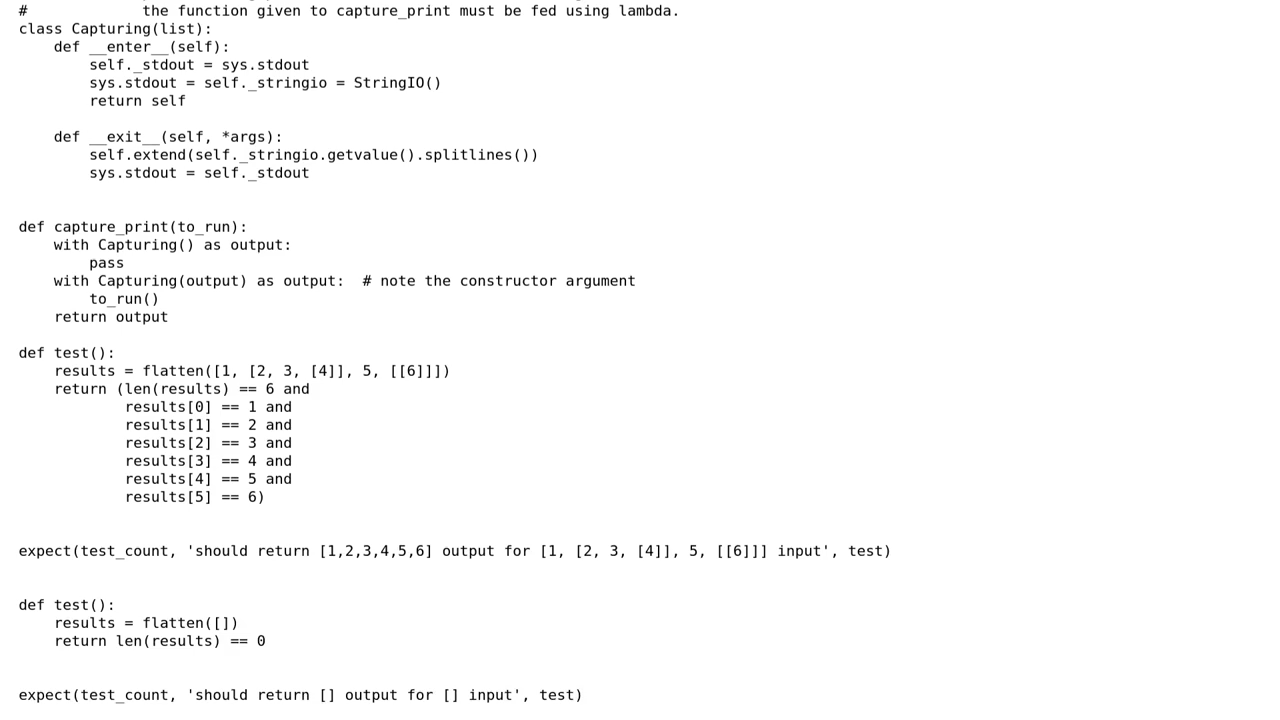 #             the function given to capture_print must be fed using lambda.
class Capturing(list):
    def __enter__(self):
        self._stdout = sys.stdout
        sys.stdout = self._stringio = StringIO()
        return self

    def __exit__(self, *args):
        self.extend(self._stringio.getvalue().splitlines())
        sys.stdout = self._stdout


def capture_print(to_run):
    with Capturing() as output:
        pass
    with Capturing(output) as output:  # note the constructor argument
        to_run()
    return output

def test():
    results = flatten([1, [2, 3, [4]], 5, [[6]]])
    return (len(results) == 6 and
            results[0] == 1 and
            results[1] == 2 and
            results[2] == 3 and
            results[3] == 4 and
            results[4] == 5 and
            results[5] == 6)


expect(test_count, 'should return [1,2,3,4,5,6] output for [1, [2, 3, [4]], 5, [[6]]] input', test)


def test():
    results = flatten([])
    return len(results) == 0


expect(test_count, 'should return [] output for [] input', test)